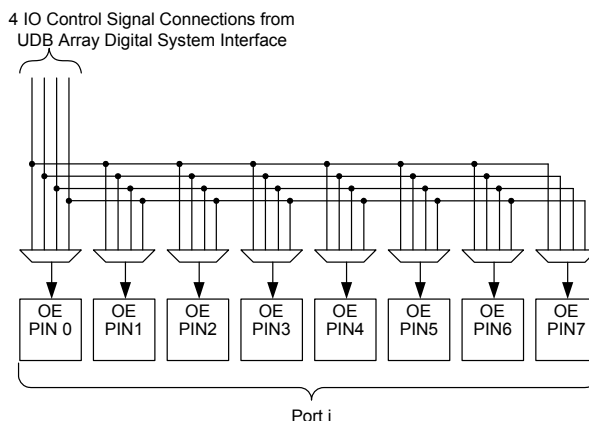 4 IO Control Signal Connections from
UDB Array Digital System Interface
OE
PIN 0
OE
PIN1
OE
PIN2
OE
PIN3
OE
PIN4
OE
PIN5
OE
PIN6
OE
PIN7
Port i